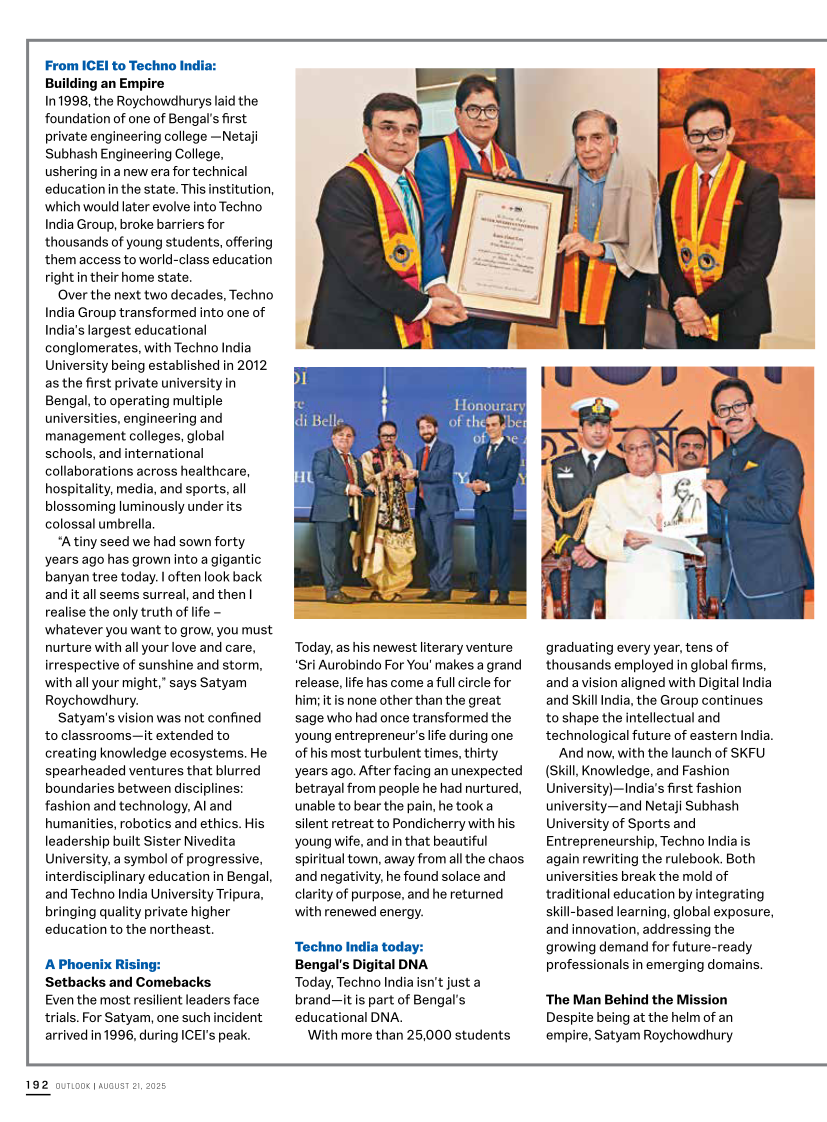 From ICEI to Techno India:
Building an Empire
In 1998, the Roychowdhurys laid the
foundation of one of Bengal's first
private engineering college —Netaji
Subhash Engineering College,
ushering in a new era for technical
education in the state. This institution,
which would later evolve into Techno
India Group, broke barriers for
thousands of young students, offering
them access to world-class education
right in their home state.
Over the next two decades, Techno
India Group transformed into one of
India's largest educational
conglomerates, with Techno India
University being established in 2012
as the first private university in
Bengal, to operating multiple
universities, engineering and
management colleges, global
schools, and international
collaborations across healthcare,
hospitality, media, and sports, all
blossoming luminously under its
colossal umbrella.
"A tiny seed we had sown forty
years ago has grown into a gigantic
banyan tree today. I often look back
and it all seems surreal, and then I
realise the only truth of life –
whatever you want to grow, you must
nurture with all your love and care,
irrespective of sunshine and storm,
with all your might," says Satyam
Roychowdhury.
Satyam's vision was not confined
to classrooms—it extended to
creating knowledge ecosystems. He
spearheaded ventures that blurred
boundaries between disciplines:
fashion and technology, AI and
humanities, robotics and ethics. His
leadership built Sister Nivedita
University, a symbol of progressive,
interdisciplinary education in Bengal,
and Techno India University Tripura,
bringing quality private higher
education to the northeast.
A Phoenix Rising:
Setbacks and Comebacks
Even the most resilient leaders face
trials. For Satyam, one such incident
arrived in 1996, during ICEI's peak.
di Belle
Honourary
of the
Today, as his newest literary venture
'Sri Aurobindo For You' makes a grand
release, life has come a full circle for
him; it is none other than the great
sage who had once transformed the
young entrepreneur's life during one
of his most turbulent times, thirty
years ago. After facing an unexpected
betrayal from people he had nurtured,
unable to bear the pain, he took a
silent retreat to Pondicherry with his
young wife, and in that beautiful
spiritual town, away from all the chaos
and negativity, he found solace and
clarity of purpose, and he returned
with renewed energy.
Techno India today:
Bengal's Digital DNA
Today, Techno India isn't just a
brand—it is part of Bengal's
educational DNA.
With more than 25,000 students
graduating every year, tens of
thousands employed in global firms,
and a vision aligned with Digital India
and Skill India, the Group continues
to shape the intellectual and
technological future of eastern India.
And now, with the launch of SKFU
(Skill, Knowledge, and Fashion
University)—India's first fashion
university—and Netaji Subhash
University of Sports and
Entrepreneurship, Techno India is
again rewriting the rulebook. Both
universities break the mold of
traditional education by integrating
skill-based learning, global exposure,
and innovation, addressing the
growing demand for future-ready
professionals in emerging domains.
The Man Behind the Mission
Despite being at the helm of an
empire, Satyam Roychowdhury
192 OUTLOOK | AUGUST 21, 2025